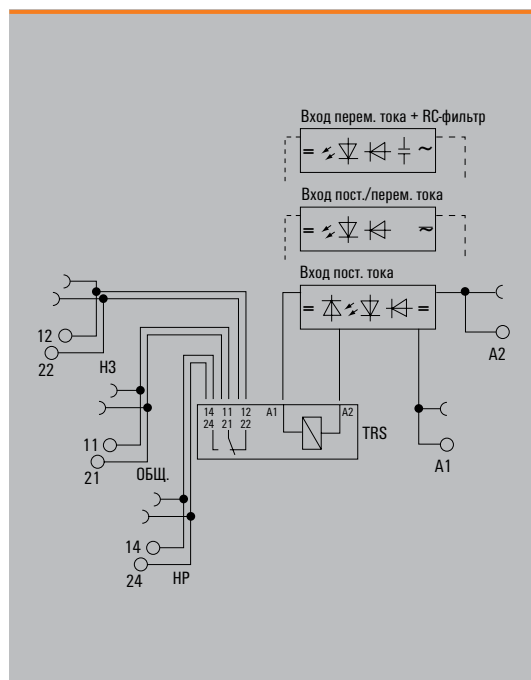 Вход перем. тока + RC-фильтр
= ~
Вход пост./перем. тока
=
Вход пост. тока
= =
12
22
НЗ
A2
14 11 12 A1 A2
24 21 22
TRS
11
21
ОБЩ.
A1
14
24
НР